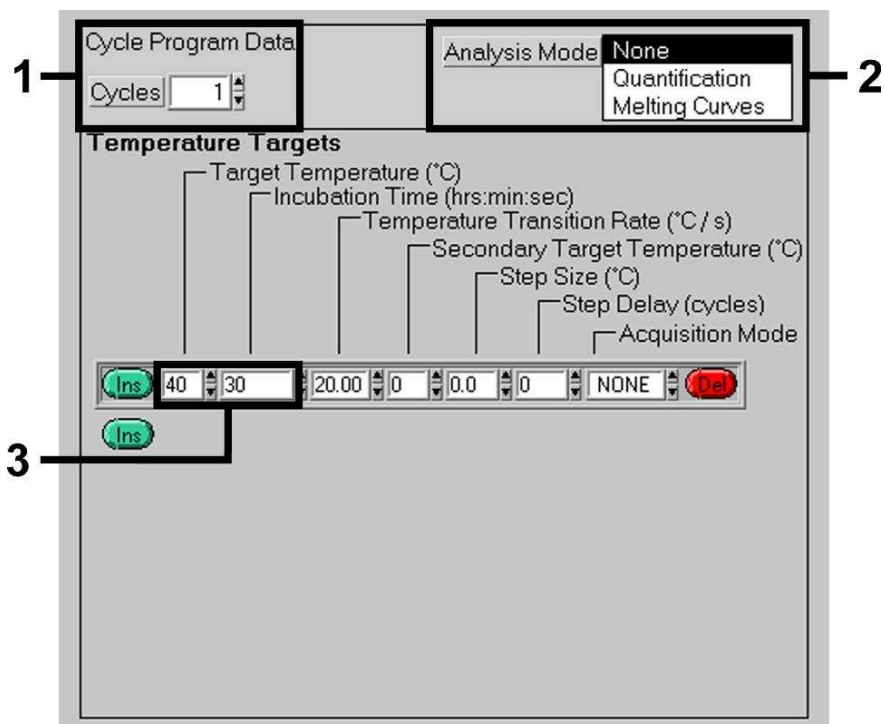 Cycle Program Data
1
Cycles 1
Analysis Mode None
Quantification
Melting Curves
2
Temperature Targets
Target Temperature (°C)
Incubation Time (hrs:min:sec)
Temperature Transition Rate (°C / s)
Secondary Target Temperature (°C)
Step Size (°C)
Step Delay (cycles)
Acquisition Mode
Ins 40 30 20.00 0 0.0 0 NONE Del
Ins
3